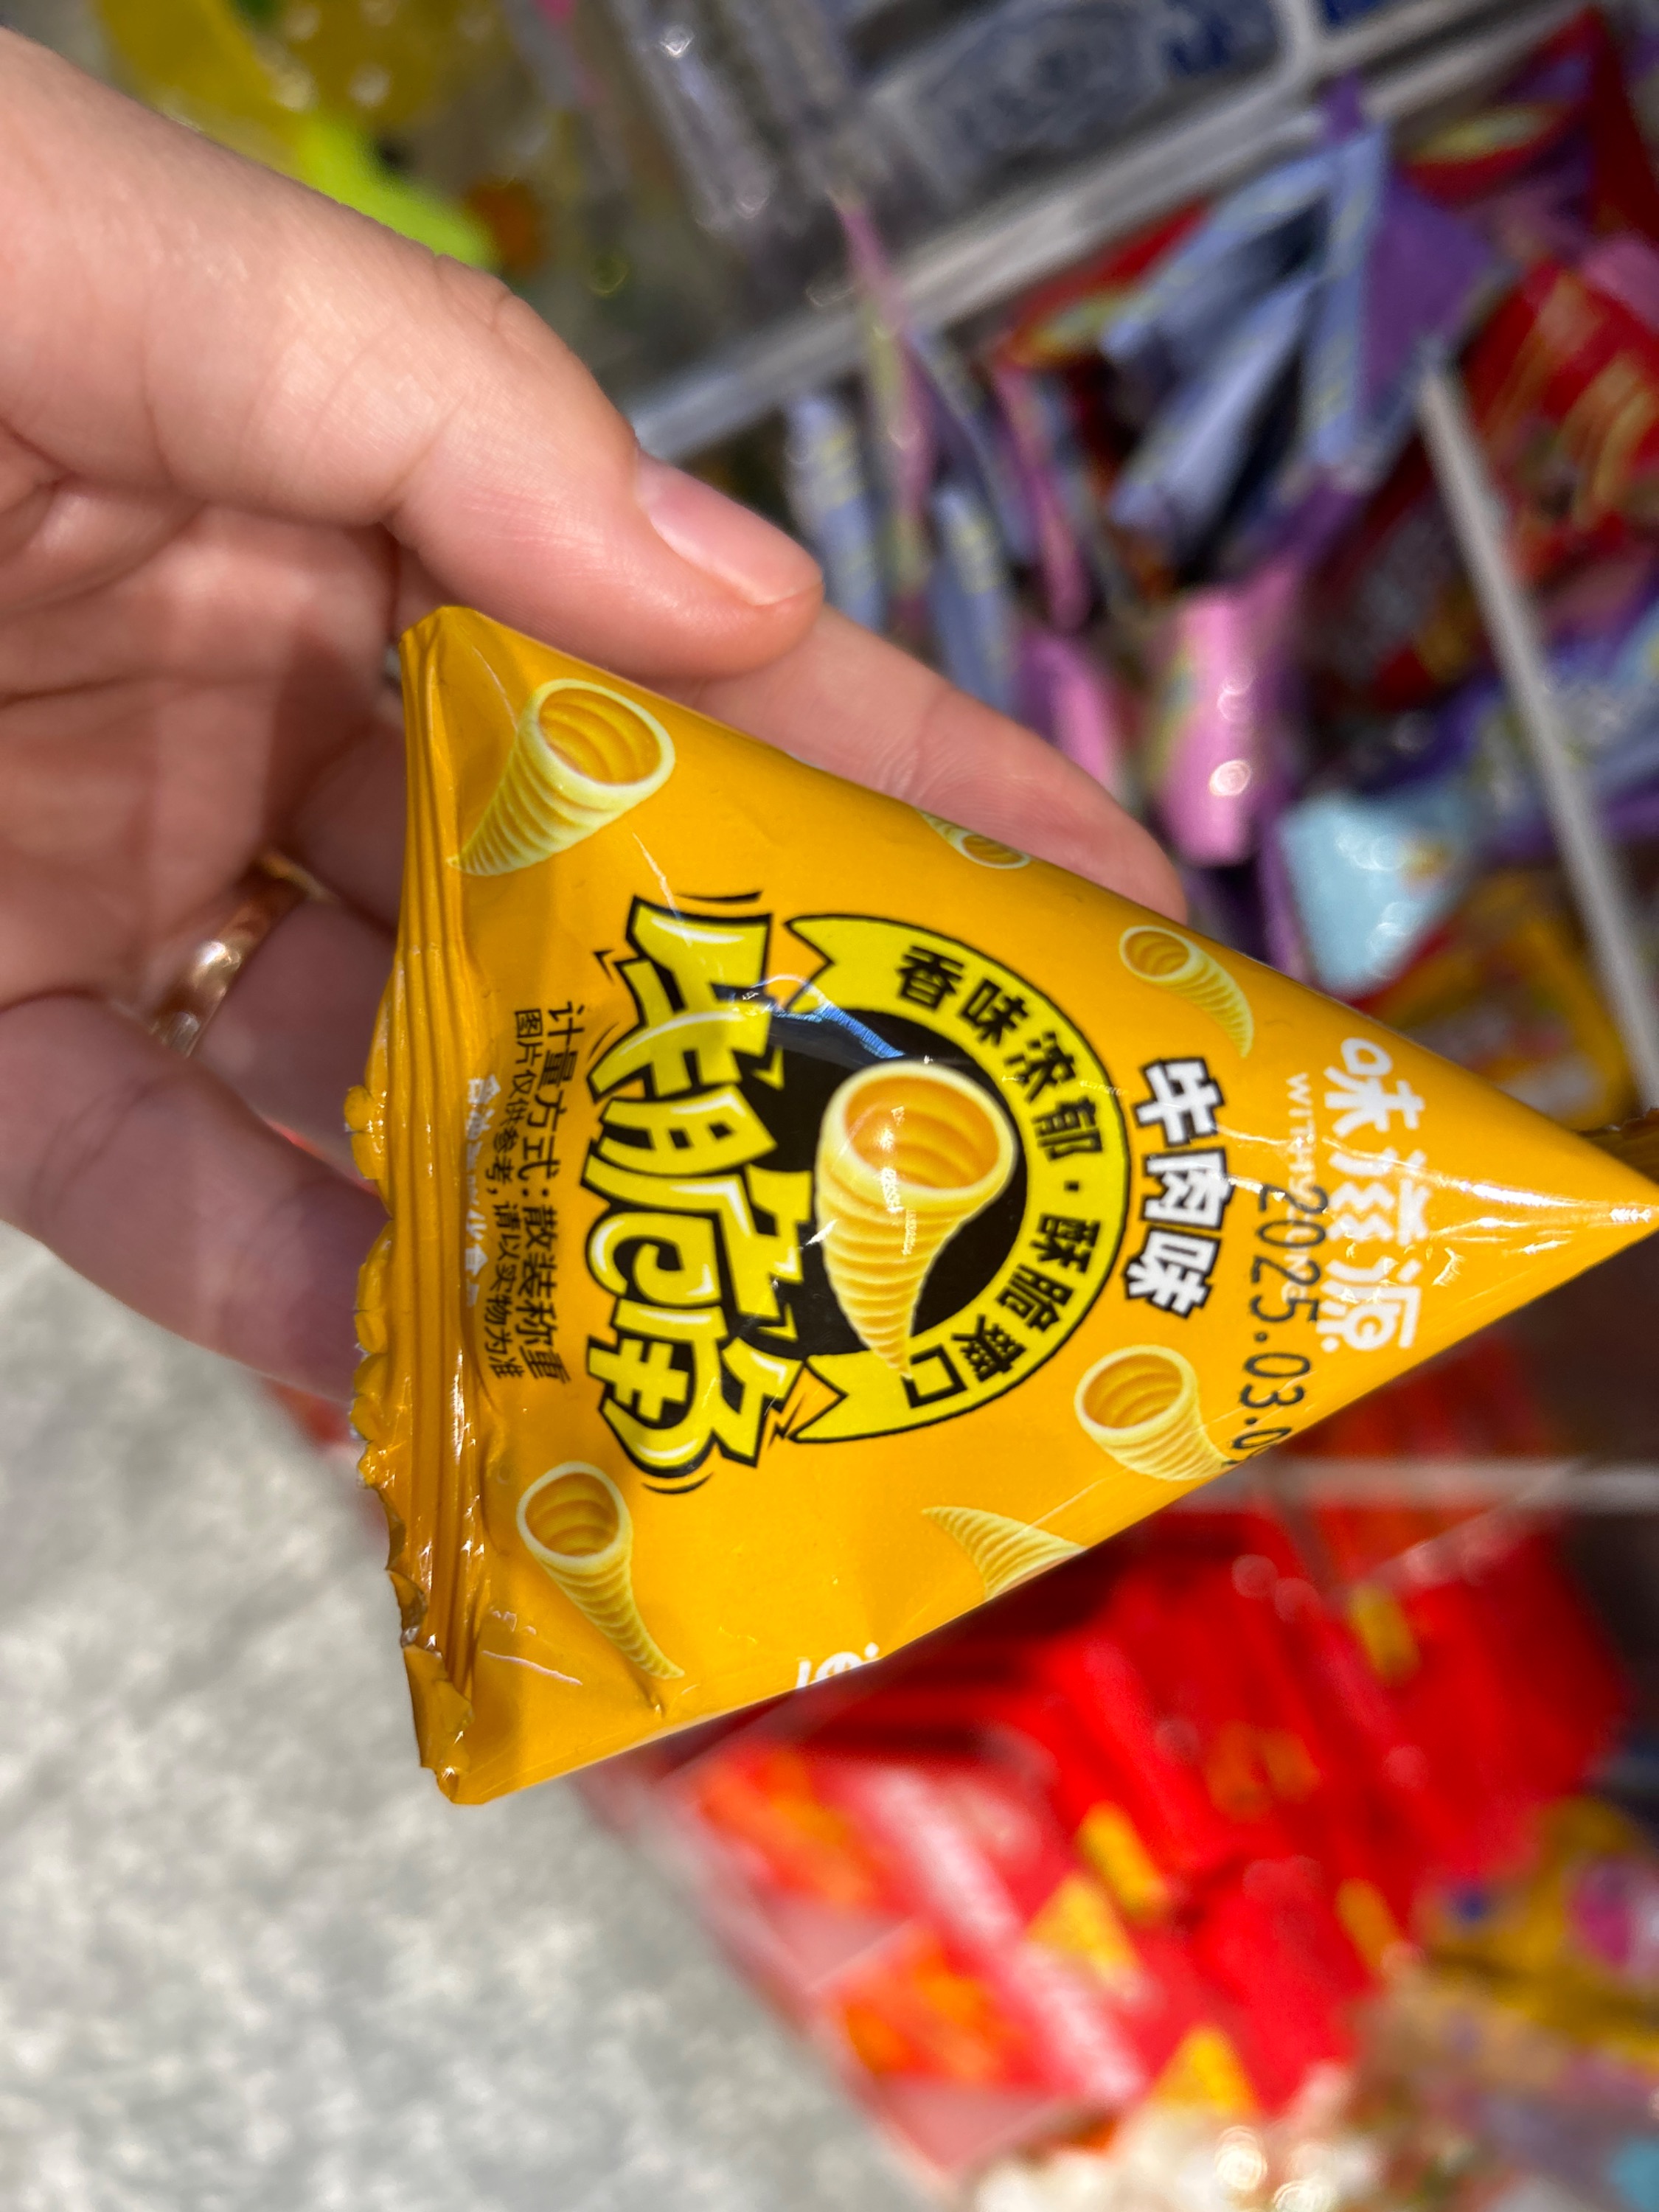 味滋源
2025.03.0
牛肉味
香味浓郁·酥脆爽口
牛脆角
计量方式:散装称重
图片仅供参考,请以实物为准